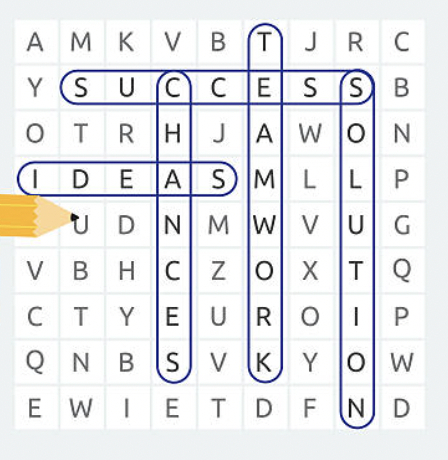 A M K V B T J R C
Y S U C C E S S B
O T R H J A W O N
I D E A S M L L P
U D N M W V U G
V B H C Z O X T Q
C T Y E U R O I P
Q N B S V K Y O W
E W I E T D F N D